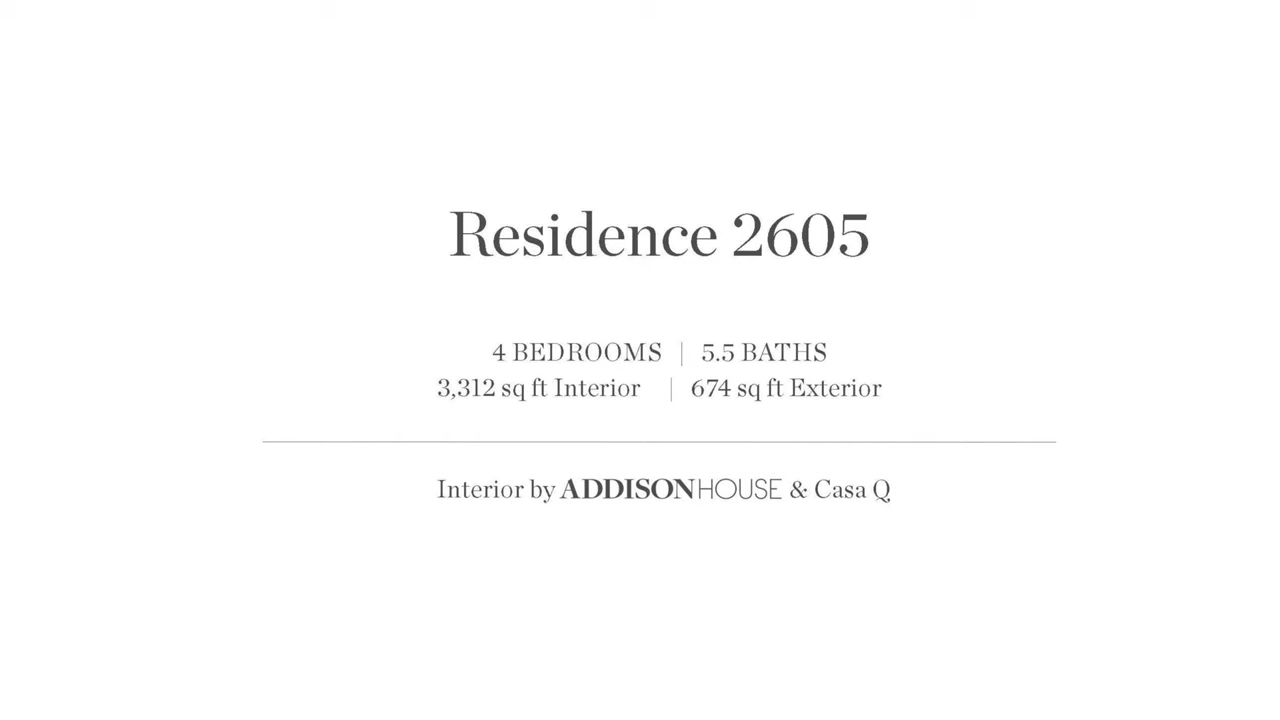 Residence 2605
4 BEDROOMS | 5.5 BATHS
3,312 sq ft Interior | 674 sq ft Exterior
Interior by ADDISONHOUSE & Casa Q